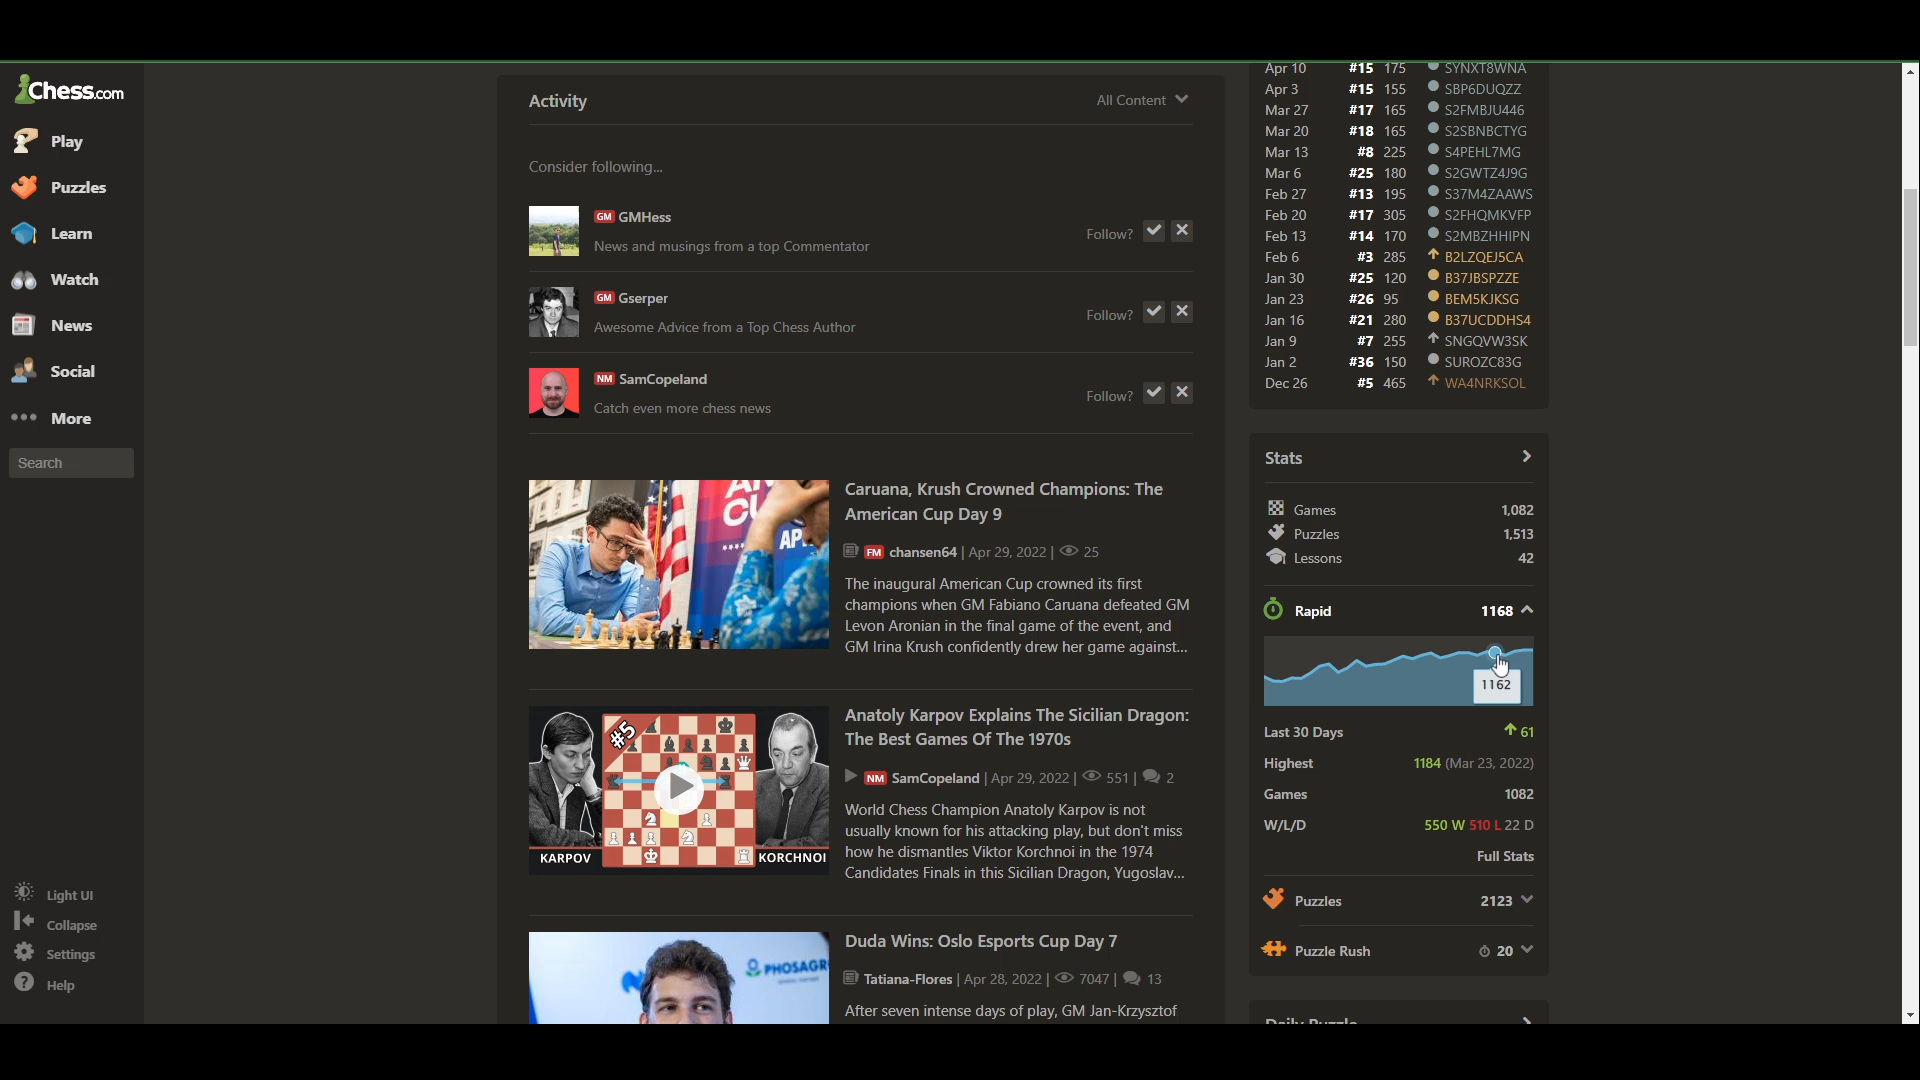 Chess.com
Play
Puzzles
Learn
Watch
News
Social
More
Search
Light UI
Collapse
Settings
Help
Activity
All Content
Consider following...
GM GMHess
News and musings from a top Commentator
Follow?
GM Gserper
Awesome Advice from a Top Chess Author
Follow?
NM SamCopeland
Catch even more chess news
Follow?
Caruana, Krush Crowned Champions: The
American Cup Day 9
FM chansen64 | Apr 29, 2022 | 25
The inaugural American Cup crowned its first
champions when GM Fabiano Caruana defeated GM
Levon Aronian in the final game of the event, and
GM Irina Krush confidently drew her game against...
#5
KARPOV
KORCHNOI
Anatoly Karpov Explains The Sicilian Dragon:
The Best Games Of The 1970s
NM SamCopeland | Apr 29, 2022 | 551 | 2
World Chess Champion Anatoly Karpov is not
usually known for his attacking play, but don't miss
how he dismantles Viktor Korchnoi in the 1974
Candidates Finals in this Sicilian Dragon, Yugoslav...
PHOSAGR
Duda Wins: Oslo Esports Cup Day 7
Tatiana-Flores | Apr 28, 2022 | 7047 | 13
After seven intense days of play, GM Jan-Krzysztof
Apr 10 #15 175 SYNXT8WNA
Apr 3 #15 155 SBP6DUQZZ
Mar 27 #17 165 S2FMBJU446
Mar 20 #18 165 S2SBNBCTYG
Mar 13 #8 225 S4PEHL7MG
Mar 6 #25 180 S2GWTZ4J9G
Feb 27 #13 195 S37M4ZAAWS
Feb 20 #17 305 S2FHQMKVFP
Feb 13 #14 170 S2MBZHHIPN
Feb 6 #3 285 B2LZQEJ5CA
Jan 30 #25 120 B37JBSPZZE
Jan 23 #26 95 BEM5KJKSG
Jan 16 #21 280 B37UCDDHS4
Jan 9 #7 255 SNGQVW3SK
Jan 2 #36 150 SUROZC83G
Dec 26 #5 465 WA4NRKSOL
Stats
Games 1,082
Puzzles 1,513
Lessons 42
Rapid 1168
1162
Last 30 Days 61
Highest 1184 (Mar 23, 2022)
Games 1082
W/L/D 550 W 510 L 22 D
Full Stats
Puzzles 2123
Puzzle Rush 20
Daily Puzzle